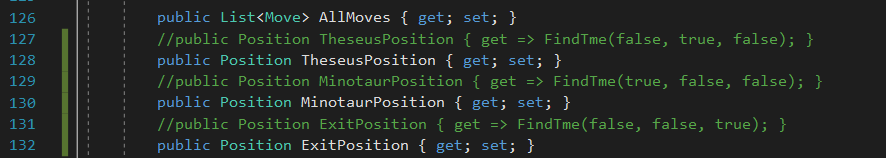 126 public List<Move> AllMoves { get; set; }
127 //public Position TheseusPosition { get => FindTme(false, true, false); }
128 public Position TheseusPosition { get; set; }
129 //public Position MinotaurPosition { get => FindTme(true, false, false); }
130 public Position MinotaurPosition { get; set; }
131 //public Position ExitPosition { get => FindTme(false, false, true); }
132 public Position ExitPosition { get; set; }